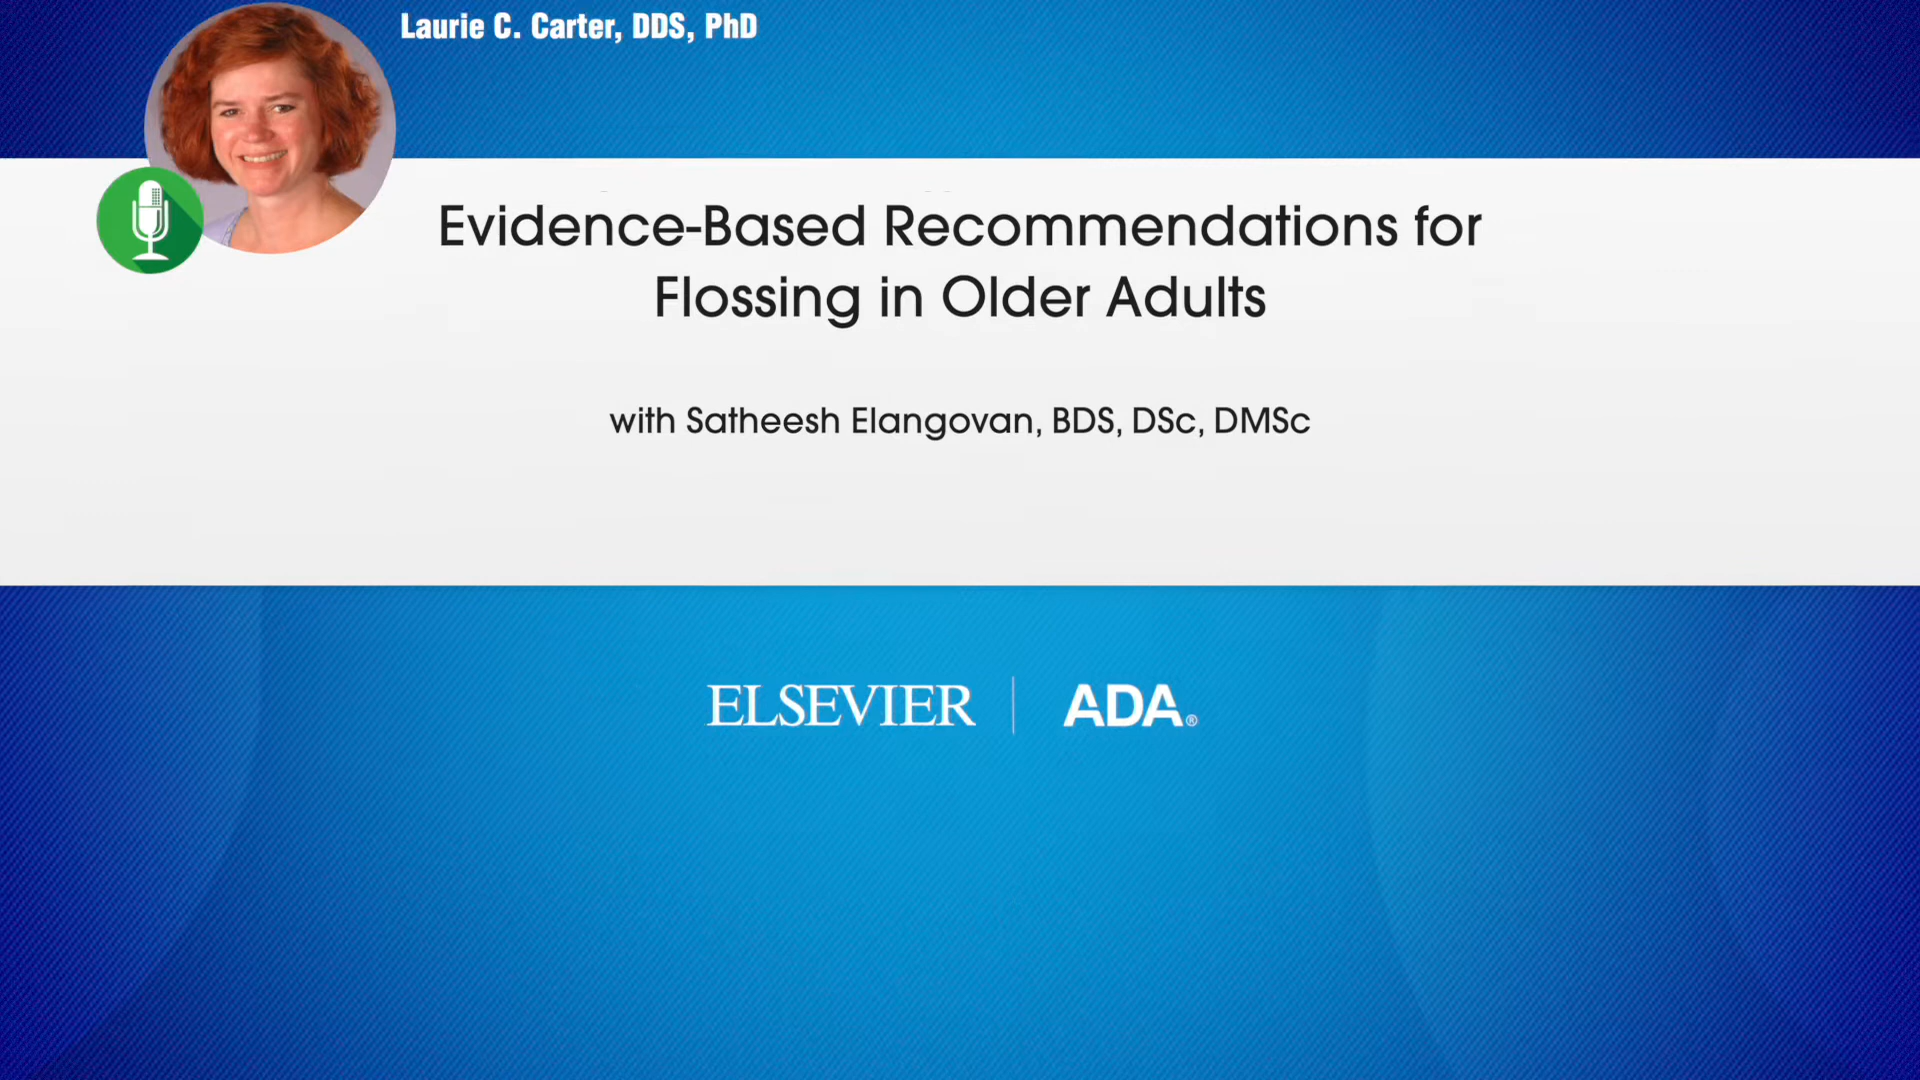 Laurie C. Carter, DDS, PhD
Evidence-Based Recommendations for
Flossing in Older Adults
with Satheesh Elangovan, BDS, DSc, DMSc
ELSEVIER
ADA®